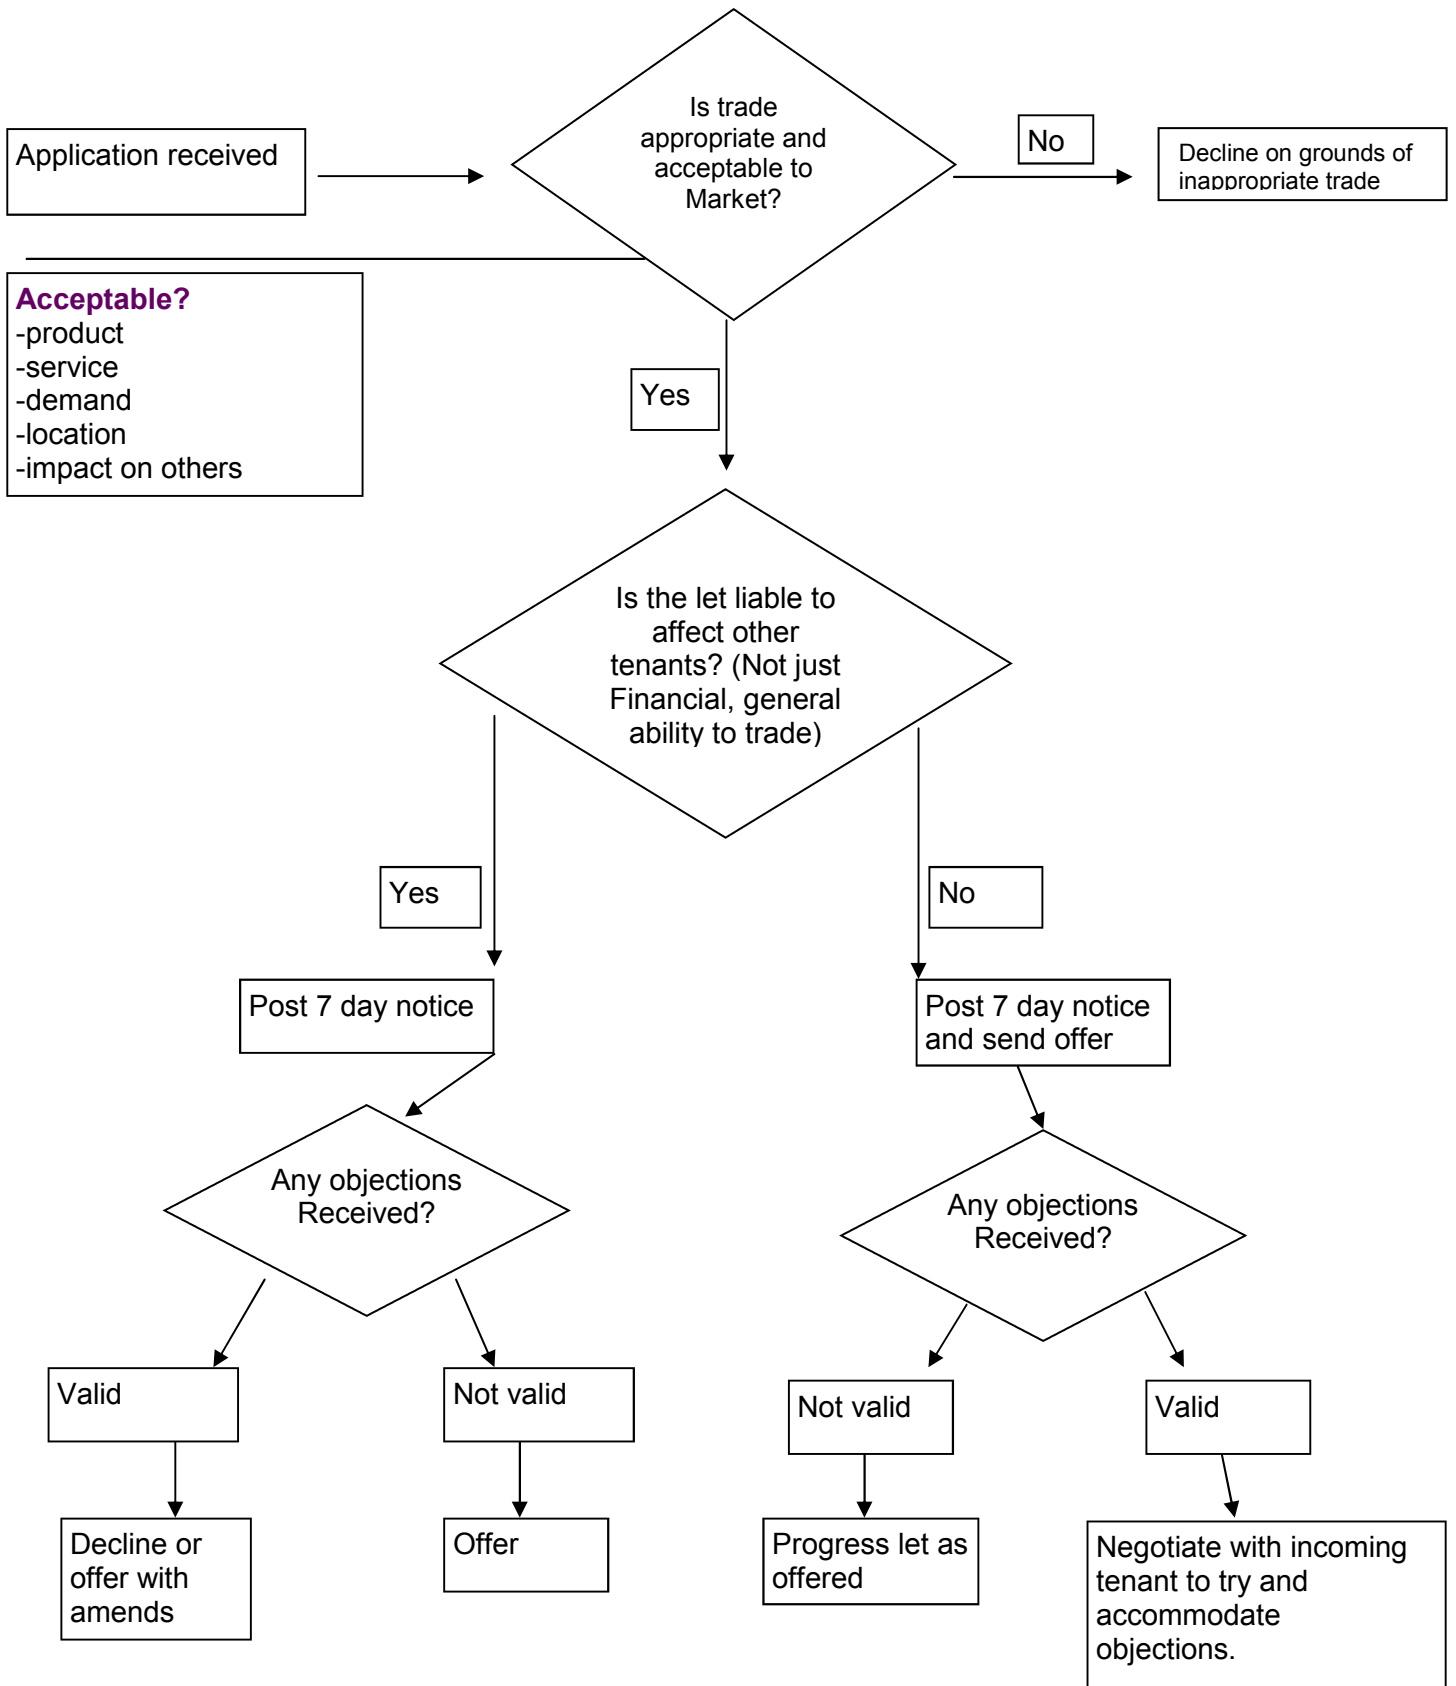 Is trade
appropriate and
acceptable to
Market?
Application received
No
Decline on grounds of
inappropriate trade
Acceptable?
-product
-service
-demand
-location
-impact on others
Yes
Is the let liable to
affect other
tenants? (Not just
Financial, general
ability to trade)
Yes
No
Post 7 day notice
Post 7 day notice
and send offer
Any objections
Received?
Any objections
Received?
Valid
Not valid
Not valid
Valid
Decline or
offer with
amends
Offer
Progress let as
offered
Negotiate with incoming
tenant to try and
accommodate
objections.